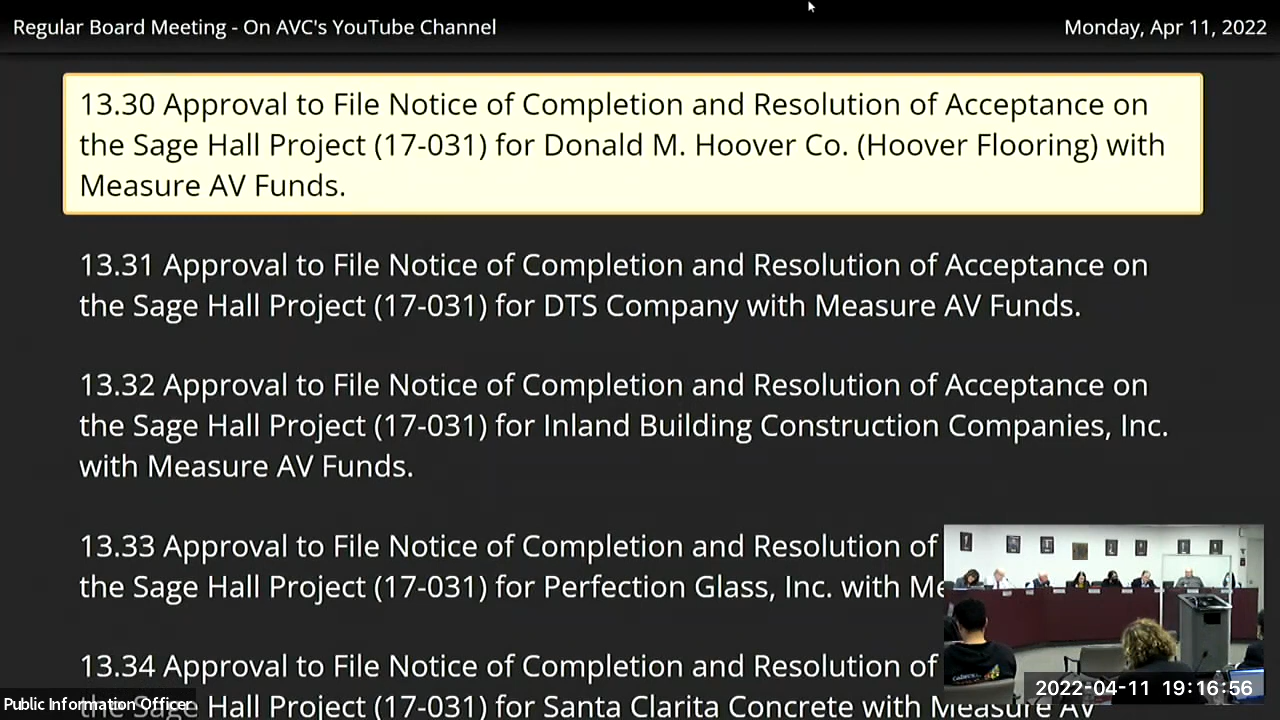 Regular Board Meeting - On AVC's YouTube Channel
Monday, Apr 11, 2022
13.30 Approval to File Notice of Completion and Resolution of Acceptance on
the Sage Hall Project (17-031) for Donald M. Hoover Co. (Hoover Flooring) with
Measure AV Funds.
13.31 Approval to File Notice of Completion and Resolution of Acceptance on
the Sage Hall Project (17-031) for DTS Company with Measure AV Funds.
13.32 Approval to File Notice of Completion and Resolution of Acceptance on
the Sage Hall Project (17-031) for Inland Building Construction Companies, Inc.
with Measure AV Funds.
13.33 Approval to File Notice of Completion and Resolution of
the Sage Hall Project (17-031) for Perfection Glass, Inc. with Me
13.34 Approval to File Notice of Completion and Resolution of
the Sage Hall Project (17-031) for Santa Clarita Concrete with Measure AV
Public Information Officer
2022-04-11 19:16:56